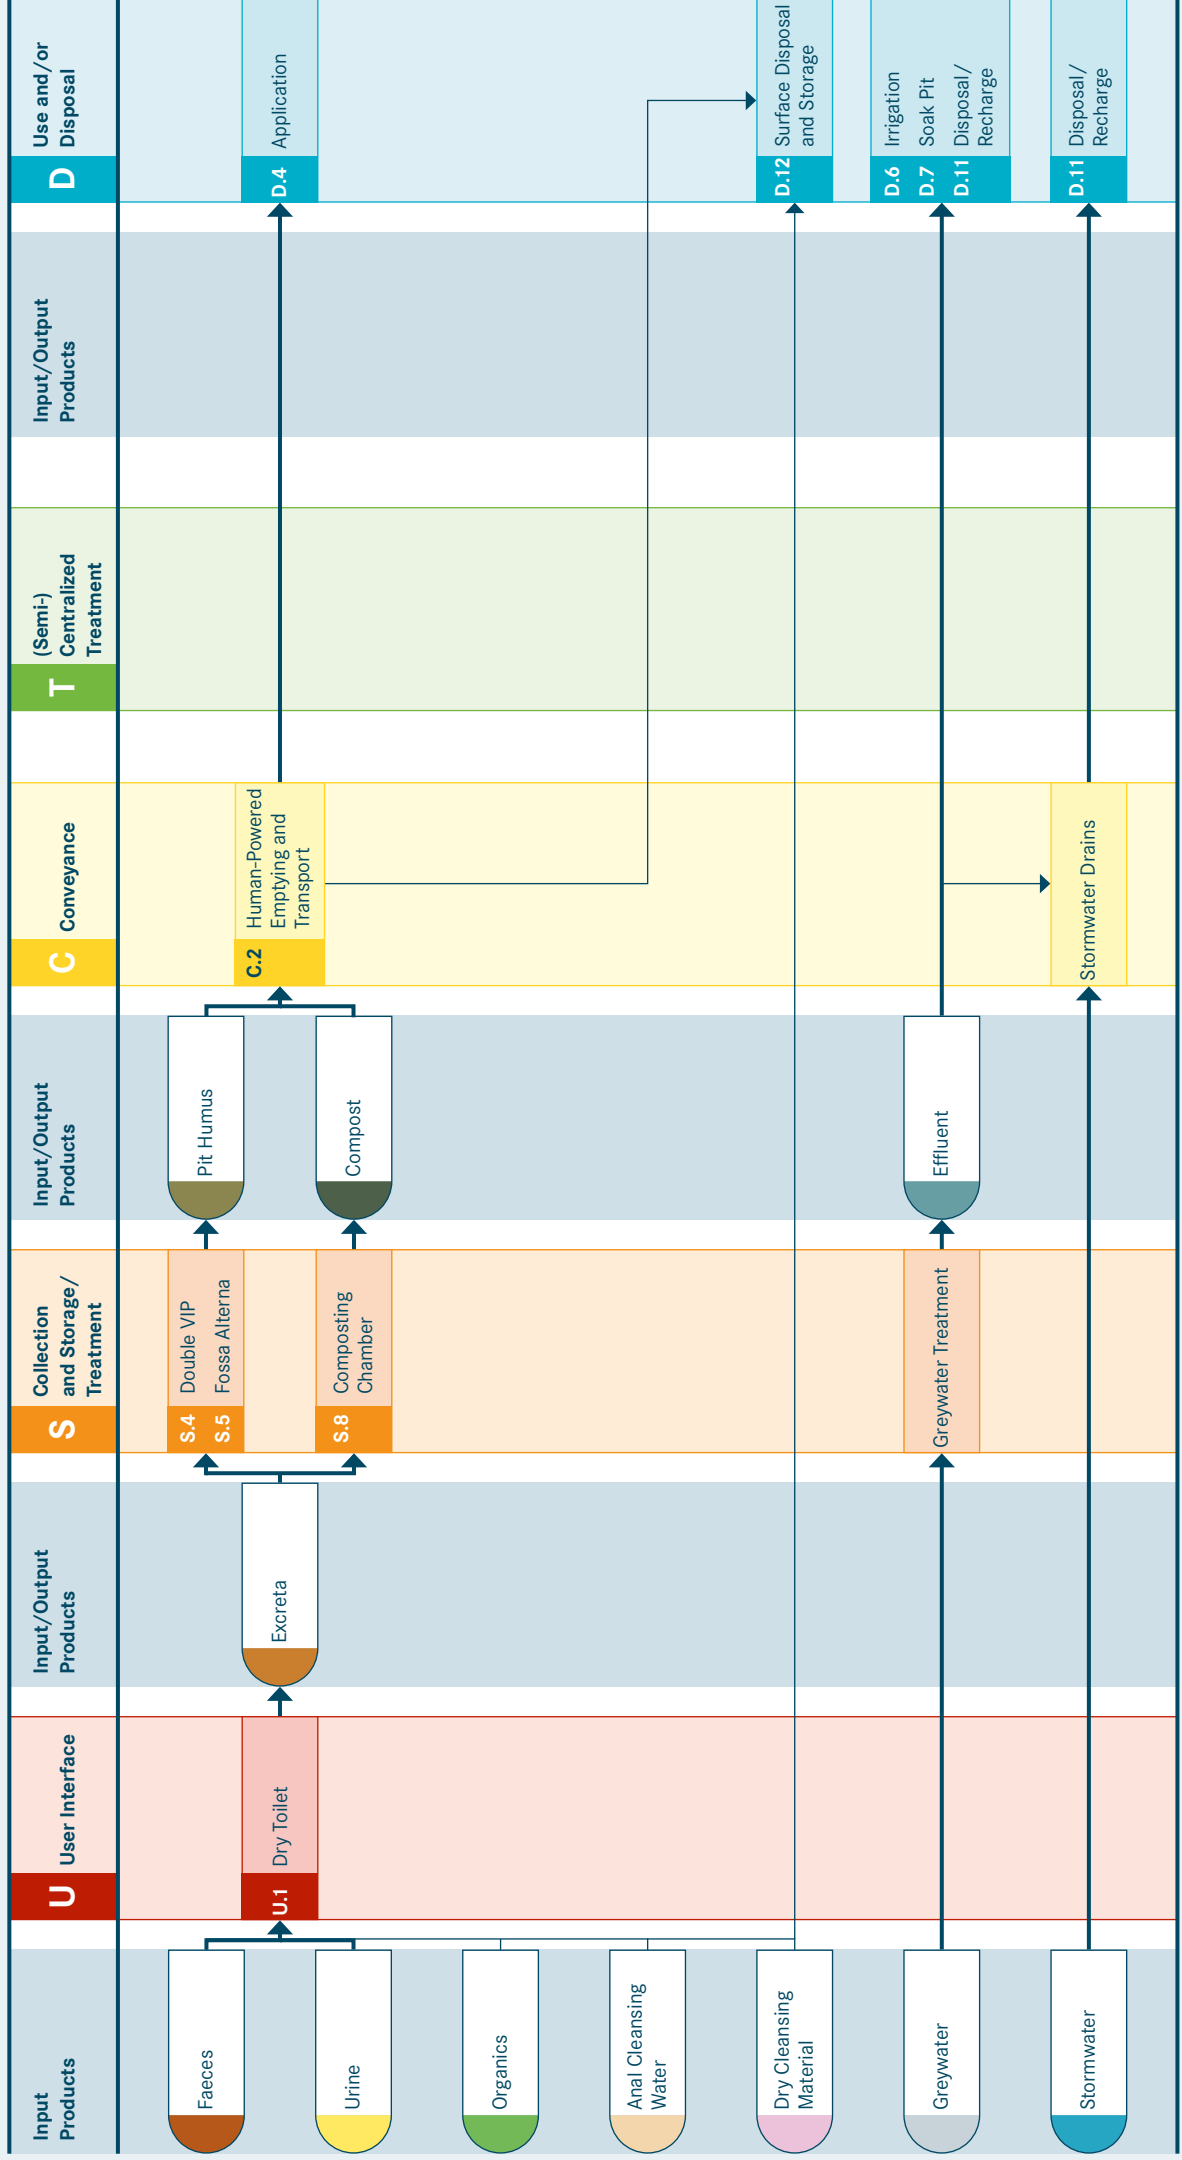 Input
Products
U
User Interface
Input/Output
Products
S
Collection
and Storage/
Treatment
Input/Output
Products
C
Conveyance
T
(Semi-)
Centralized
Treatment
Input/Output
Products
D
Use and/or
Disposal
Faeces
Urine
Organics
Anal Cleansing
Water
Dry Cleansing
Material
Greywater
Stormwater
U.1
Dry Toilet
Excreta
S.4
Double VIP
S.5
Fossa Alterna
S.8
Composting
Chamber
Greywater Treatment
Pit Humus
Compost
Effluent
C.2
Human-Powered
Emptying and
Transport
Stormwater Drains
D.4
Application
D.12
Surface Disposal
and Storage
D.6
Irrigation
D.7
Soak Pit
D.11
Disposal/
Recharge
D.11
Disposal/
Recharge